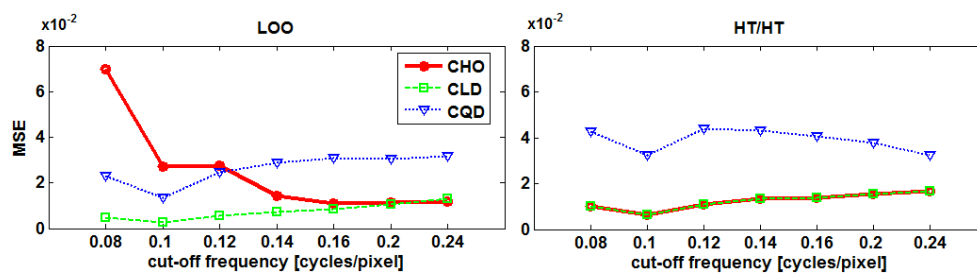 x10-2
LOO
8
6
4
2
0
MSE
CHO
CLD
CQD
0.08 0.1 0.12 0.14 0.16 0.2 0.24
cut-off frequency [cycles/pixel]
x10-2
HT/HT
8
6
4
2
0
0.08 0.1 0.12 0.14 0.16 0.2 0.24
cut-off frequency [cycles/pixel]